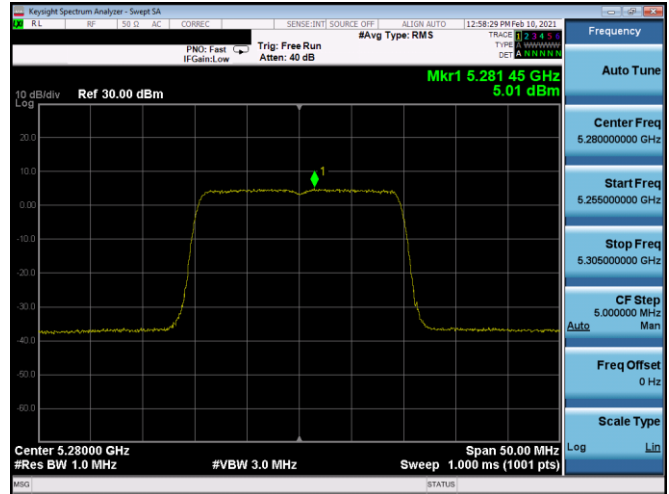 Keysight Spectrum Analyzer - Swept SA
LXI RL RF 50 Ω AC CORREC SENSE:INT SOURCE OFF ALIGN AUTO 12:58:29 PM Feb 10, 2021
#Avg Type: RMS
TRACE 1 2 3 4 5 6
TYPE A WWWWW
DET A N N N N N
PNO: Fast
IFGain:Low
Trig: Free Run
Atten: 40 dB
Mkr1 5.281 45 GHz
5.01 dBm
10 dB/div Ref 30.00 dBm
Log
20.0
10.0
0.00
-10.0
-20.0
-30.0
-40.0
-50.0
-60.0
1
Center 5.28000 GHz
Span 50.00 MHz
#Res BW 1.0 MHz
#VBW 3.0 MHz
Sweep 1.000 ms (1001 pts)
MSG
STATUS
Frequency
Auto Tune
Center Freq
5.280000000 GHz
Start Freq
5.255000000 GHz
Stop Freq
5.305000000 GHz
CF Step
5.000000 MHz
Auto Man
Freq Offset
0 Hz
Scale Type
Log Lin